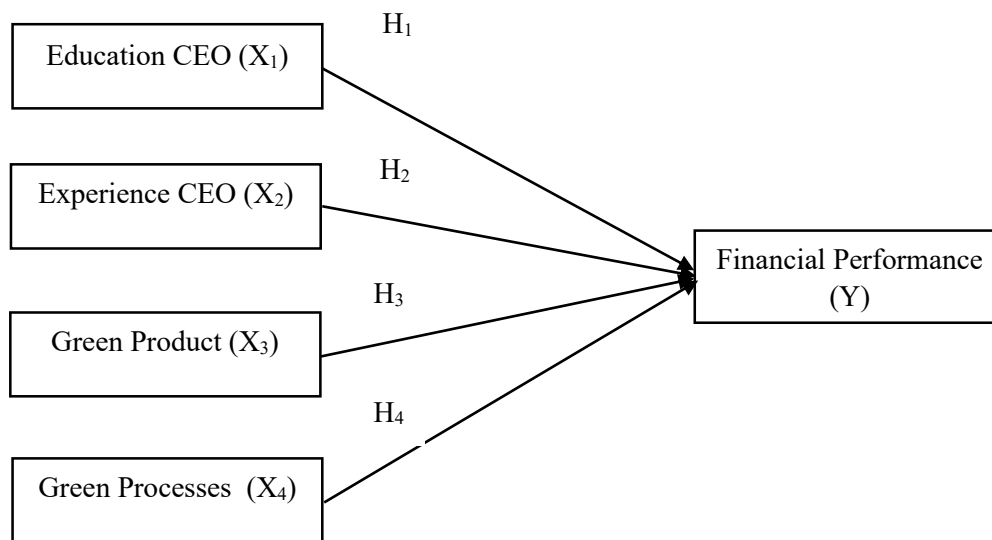 H₁
Education CEO (X₁)
H₂
Experience CEO (X₂)
Financial Performance
(Y)
H₃
Green Product (X₃)
H₄
Green Processes (X₄)